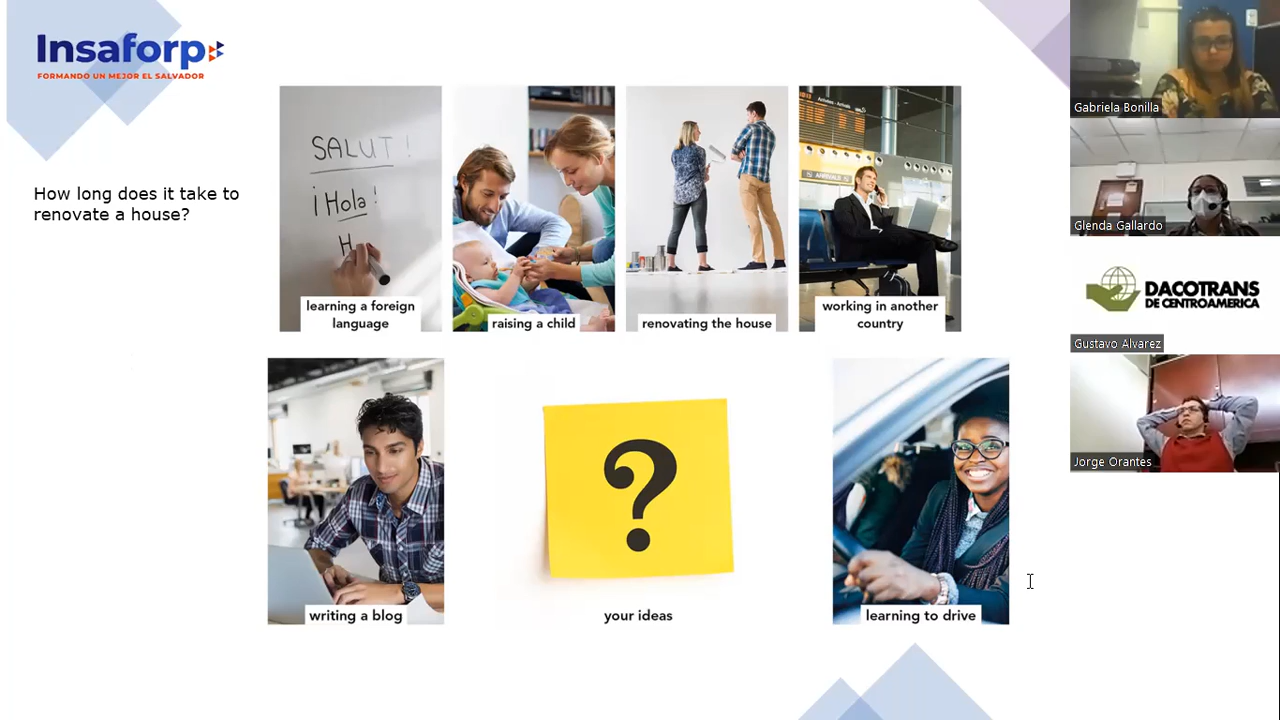 Insaforp
FORMANDO UN MEJOR EL SALVADOR
How long does it take to
renovate a house?
SALUT!
¡Hola!
H
learning a foreign
language
raising a child
renovating the house
ARRIVALS
working in another
country
writing a blog
?
your ideas
learning to drive
Gabriela Bonilla
Glenda Gallardo
DACOTRANS
DE CENTROAMERICA
Gustavo Alvarez
Jorge Orantes